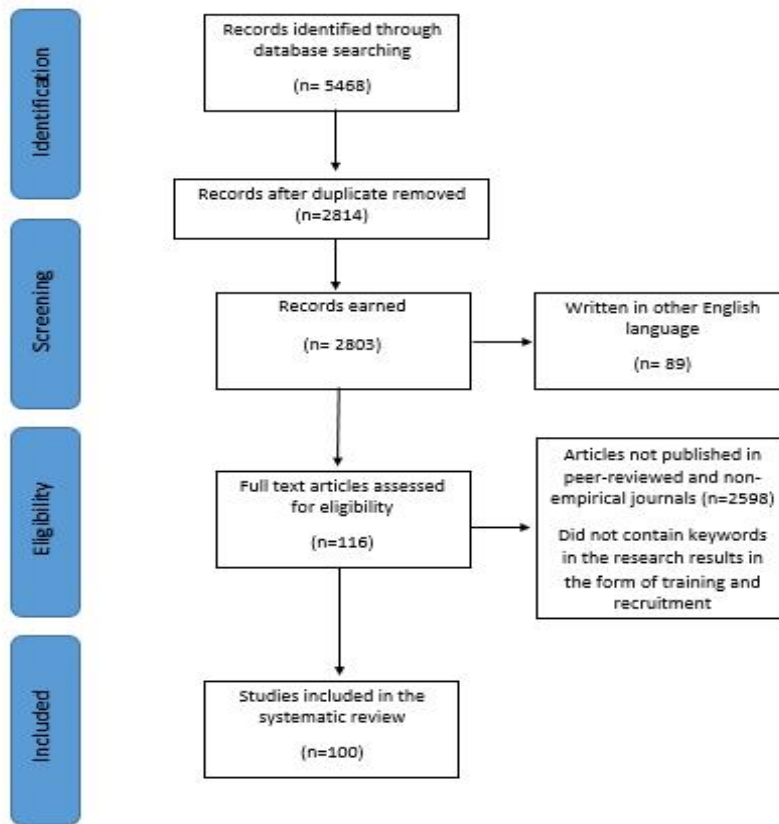 Identification
Records identified through
database searching
(n= 5468)
Records after duplicate removed
(n=2814)
Screening
Records earned
(n= 2803)
Written in other English
language
(n= 89)
Eligibility
Full text articles assessed
for eligibility
(n=116)
Articles not published in
peer-reviewed and non-
empirical journals (n=2598)
Did not contain keywords
in the research results in
the form of training and
recruitment
Included
Studies included in the
systematic review
(n=100)